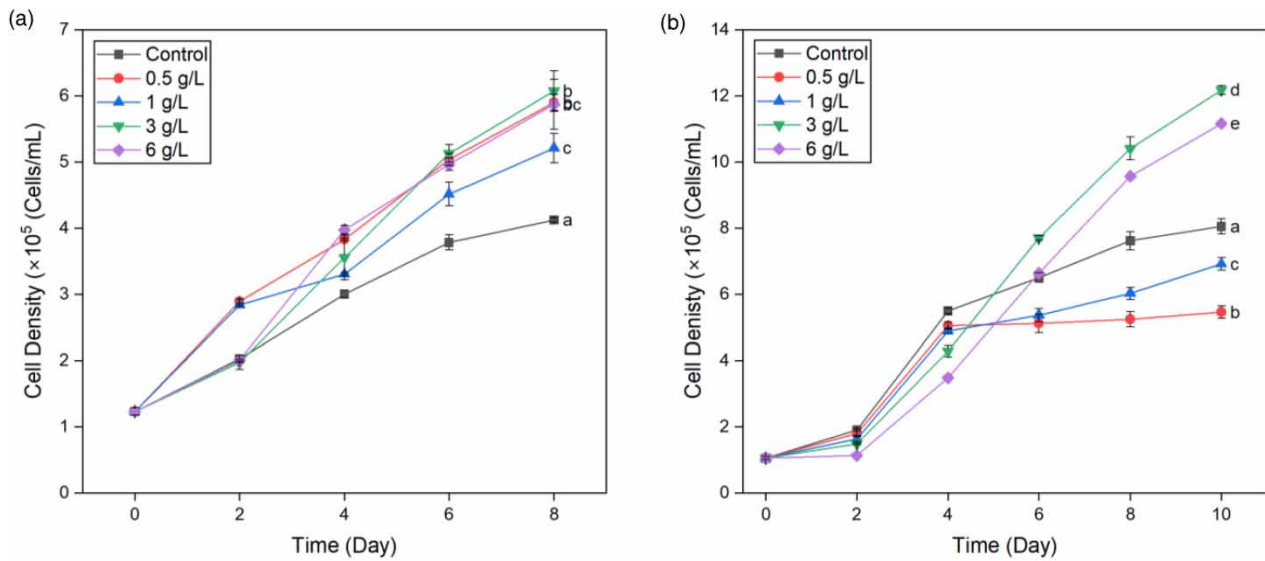 (a)
Control
0.5 g/L
1 g/L
3 g/L
6 g/L
7
6
5
4
3
2
1
0
Cell Density (×10⁵ (Cells/mL)
b
bc
c
a
0 2 4 6 8
Time (Day)
(b)
Control
0.5 g/L
1 g/L
3 g/L
6 g/L
14
12
10
8
6
4
2
0
Cell Denisty (×10⁵ (Cells/mL)
d
e
a
c
b
0 2 4 6 8 10
Time (Day)